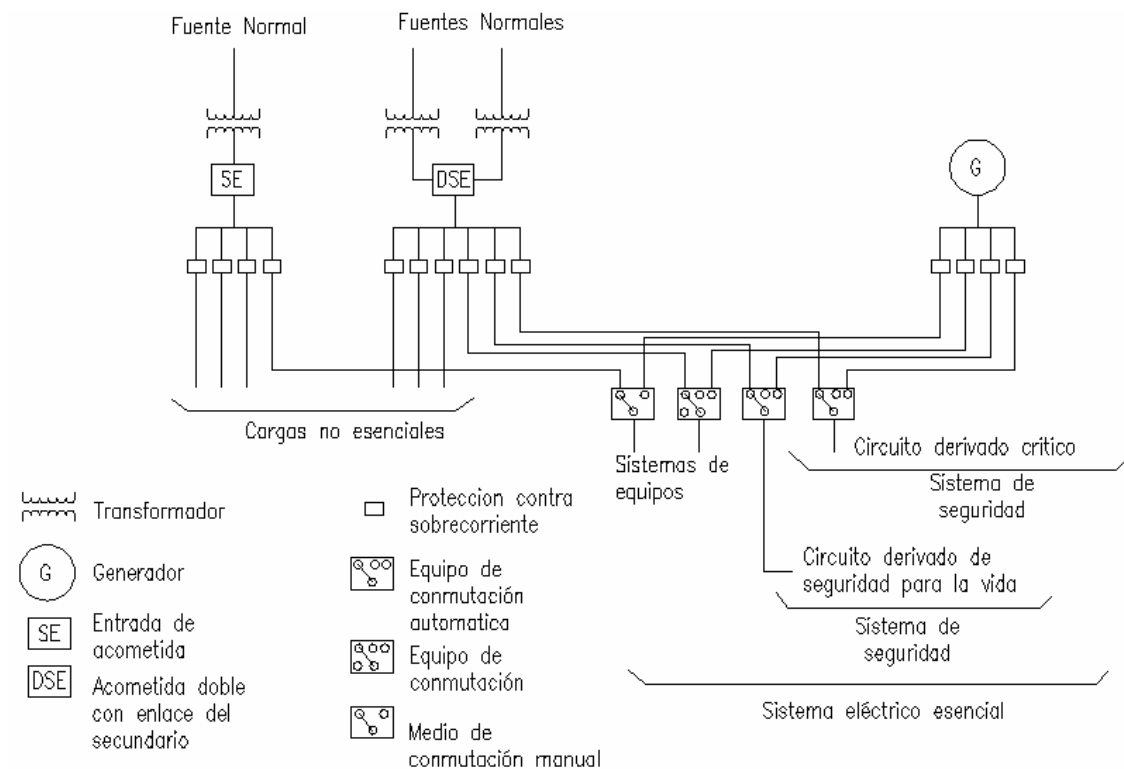 Fuente Normal
Fuentes Normales
SE
DSE
G
Cargas no esenciales
Sistemas de
equipos
Circuito derivado crítico
Sistema de
seguridad
Circuito derivado de
seguridad para la vida
Sistema de
seguridad
Sistema eléctrico esencial
Transformador
G
Generador
SE
Entrada de
acometida
DSE
Acometida doble
con enlace del
secundario
Proteccion contra
sobrecorriente
Equipo de
conmutación
automatica
Equipo de
conmutación
Medio de
conmutación manual